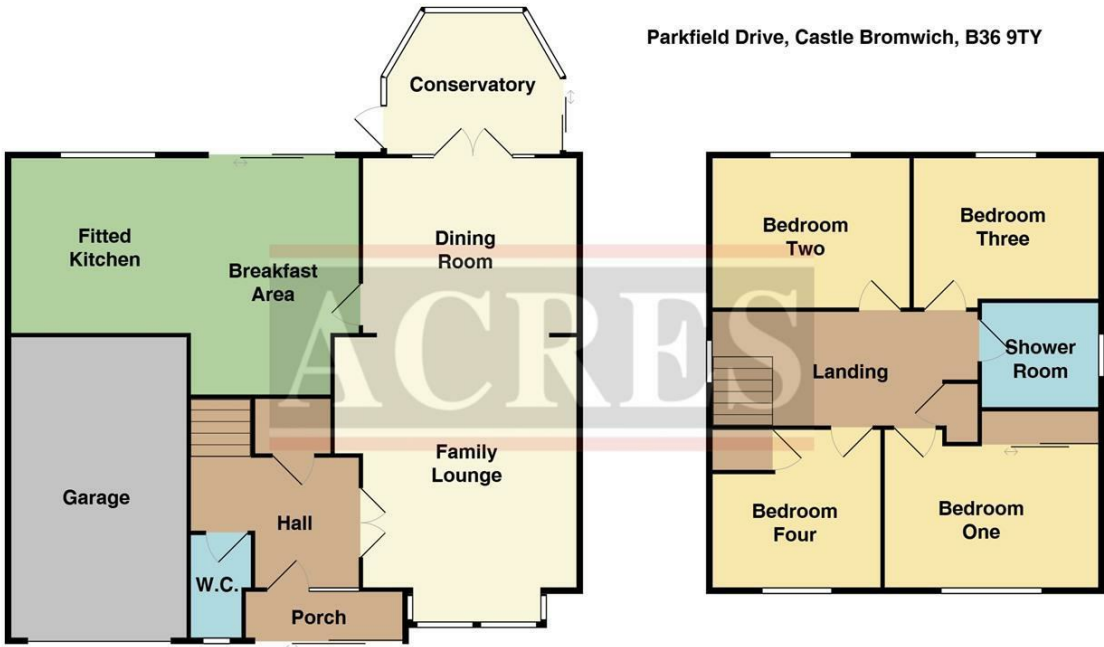 Parkfield Drive, Castle Bromwich, B36 9TY
Conservatory
Fitted
Kitchen
Breakfast
Area
Dining
Room
Bedroom
Two
Bedroom
Three
ACRES
Landing
Shower
Room
Garage
Hall
Family
Lounge
Bedroom
Four
Bedroom
One
W.C.
Porch